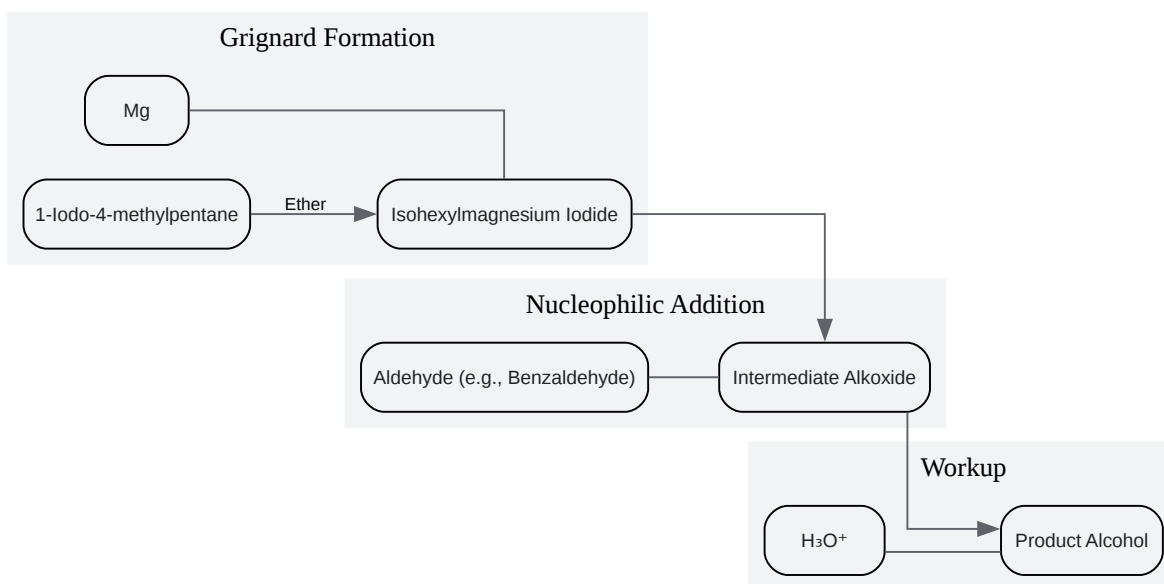 Grignard Formation
Mg
1-Iodo-4-methylpentane
Ether
Isohexylmagnesium Iodide
Nucleophilic Addition
Aldehyde (e.g., Benzaldehyde)
Intermediate Alkoxide
Workup
H₃O⁺
Product Alcohol